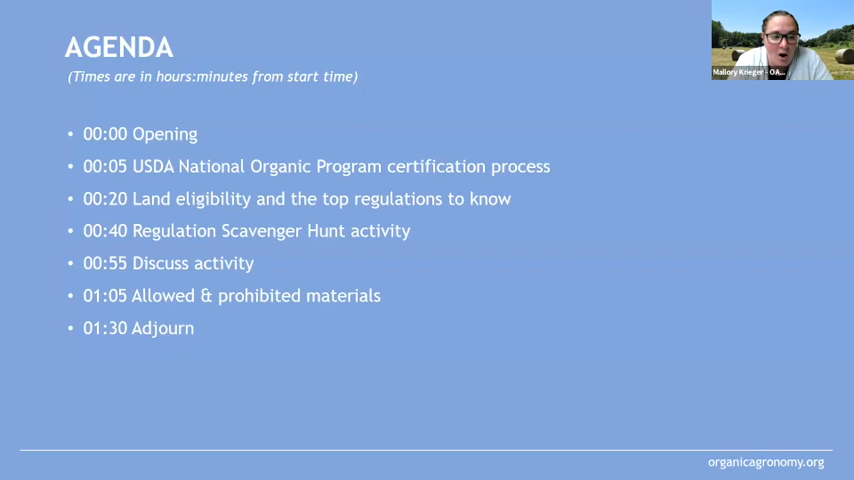 AGENDA
(Times are in hours:minutes from start time)
• 00:00 Opening
• 00:05 USDA National Organic Program certification process
• 00:20 Land eligibility and the top regulations to know
• 00:40 Regulation Scavenger Hunt activity
• 00:55 Discuss activity
• 01:05 Allowed & prohibited materials
• 01:30 Adjourn
Mallory Krieger - OA...
organicagronomy.org